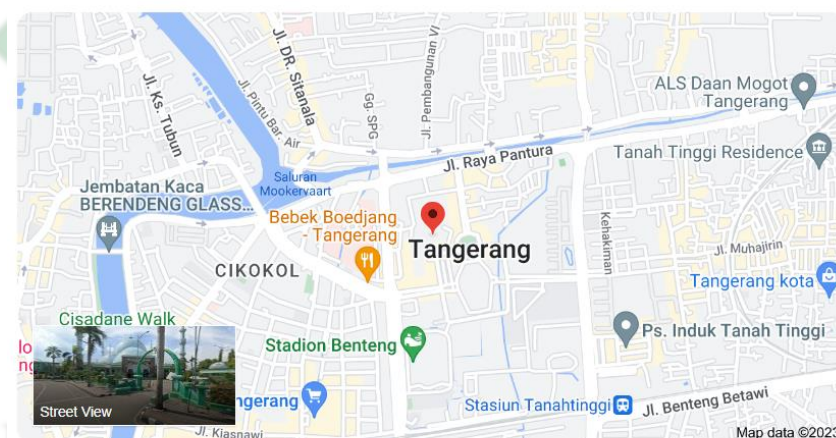 Jl. DR. Sitanala
Jl. Pembangunan VI
Jl. Ks. Tubun
Jl. Pintu Bar. Air
Gg. SPG
ALS Daan Mogot
Tangerang
Jl. Raya Pantura
Tanah Tinggi Residence
Saluran
Mookervaart
Jembatan Kaca
BERENDENG GLASS...
Bebek Boedjang
- Tangerang
Tangerang
Kehakiman
Jl. Muhajirin
CIKOKOL
Tangerang kota
Cisadane Walk
Ps. Induk Tanah Tinggi
Stadion Benteng
Street View
ngerang
Stasiun Tanahtinggi
Jl. Benteng Betawi
Jl. Kiasnawi
Map data ©202